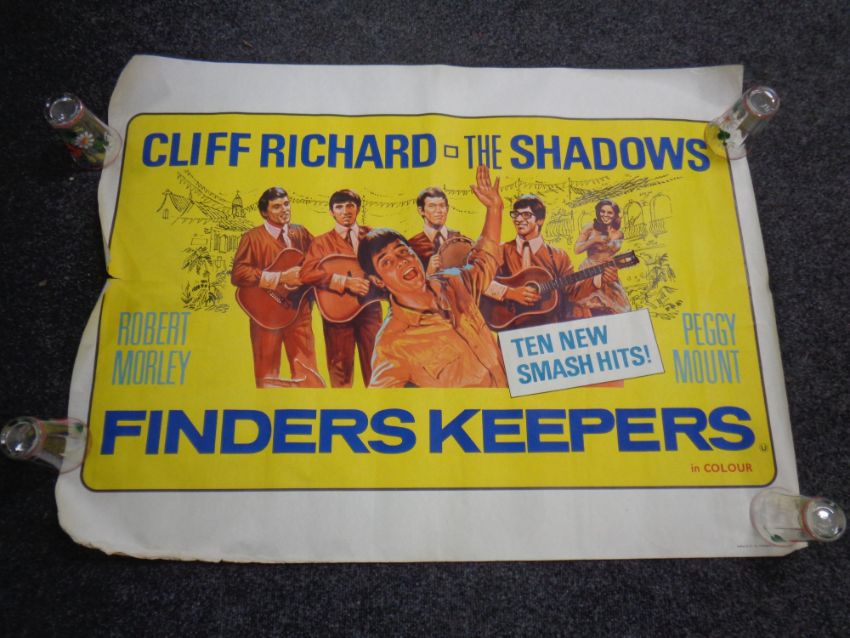 CLIFF RICHARD THE SHADOWS
ROBERT
MORLEY
TEN NEW
SMASH HITS!
PEGGY
MOUNT
FINDERS KEEPERS
U
in COLOUR